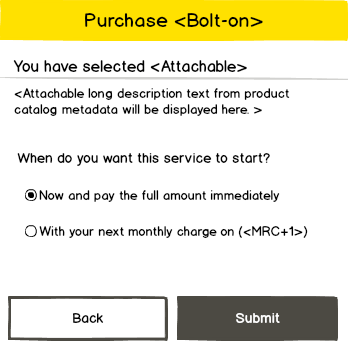 Purchase <Bolt-on>
You have selected <Attachable>
<Attachable long description text from product
catalog metadata will be displayed here. >
When do you want this service to start?
Now and pay the full amount immediately
With your next monthly charge on (<MRC+1>)
Back
Submit